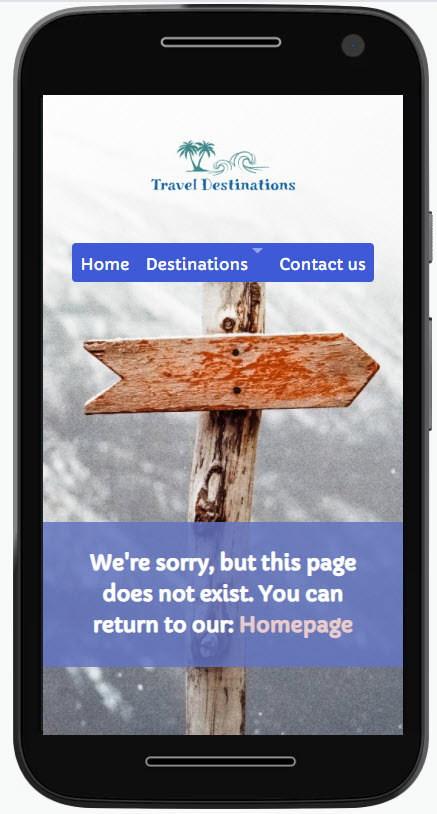 Travel Destinations
Home Destinations Contact us
We're sorry, but this page
does not exist. You can
return to our: Homepage